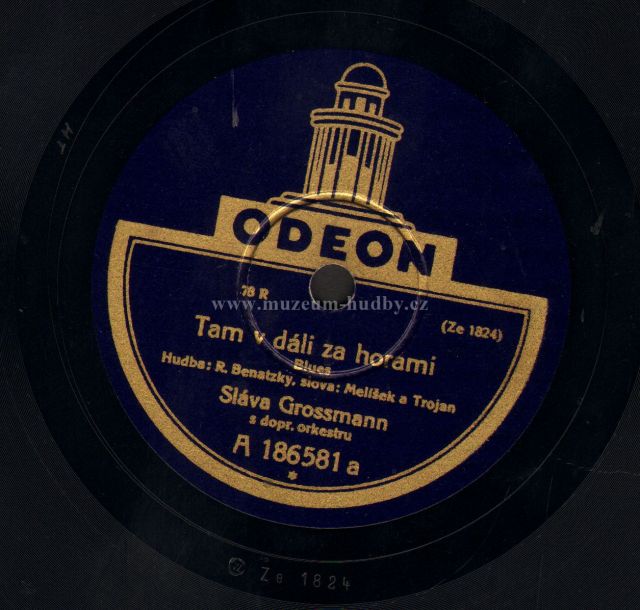 ODEON
78 R
www.muzeum-hudby.cz
(Ze 1824)
Tam v dáli za horami
Blues
Hudba: R. Benatzky, slova: Melíšek a Trojan
Sláva Grossmann
s dopr. orkestru
A 186581 a
*
Ze 1824